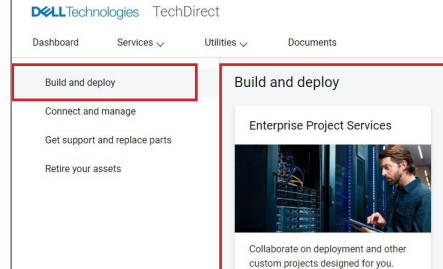 DELLTechnologies TechDirect
Dashboard Services Utilities Documents
Build and deploy
Connect and manage
Get support and replace parts
Retire your assets
Build and deploy
Enterprise Project Services
Collaborate on deployment and other
custom projects designed for you.